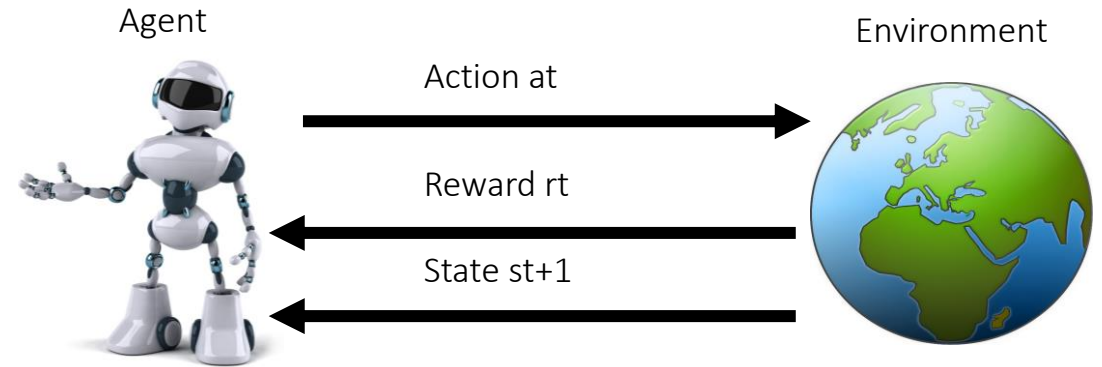 Agent
Environment
Action at
Reward rt
State st+1